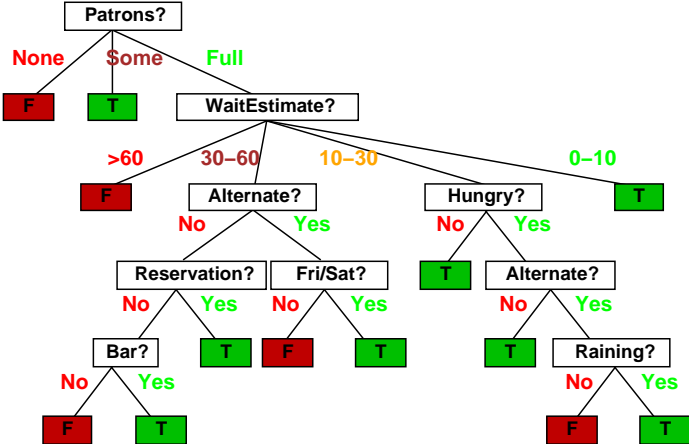 Patrons?
None Some Full
F T WaitEstimate?
>60 30−60 10−30 0−10
F Alternate? Hungry? T
No Yes No Yes
Reservation? Fri/Sat? T Alternate?
No Yes No Yes No Yes
Bar? T F T T Raining?
No Yes No Yes
F T F T